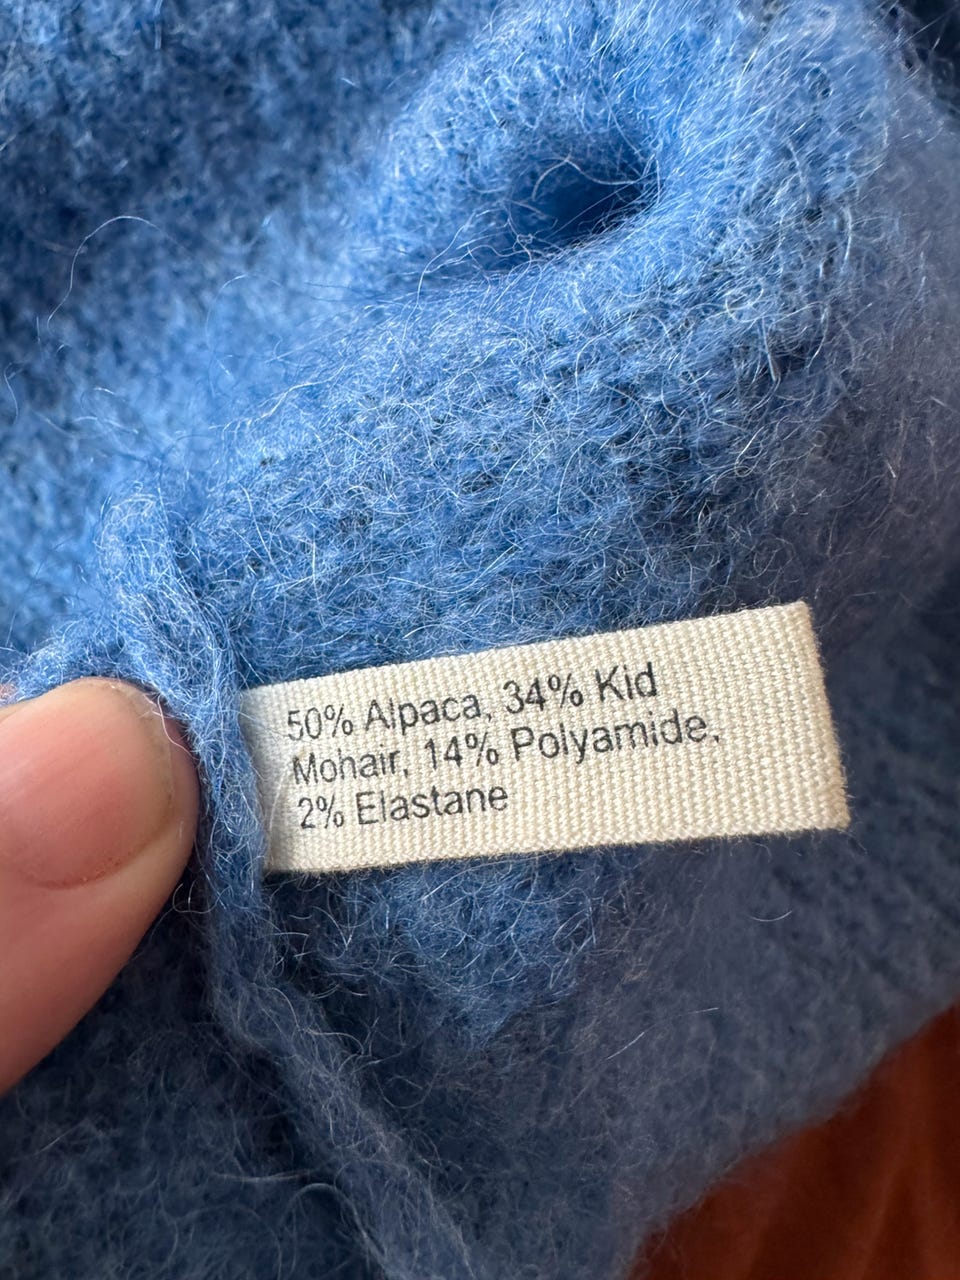 50% Alpaca, 34% Kid
Mohair, 14% Polyamide,
2% Elastane